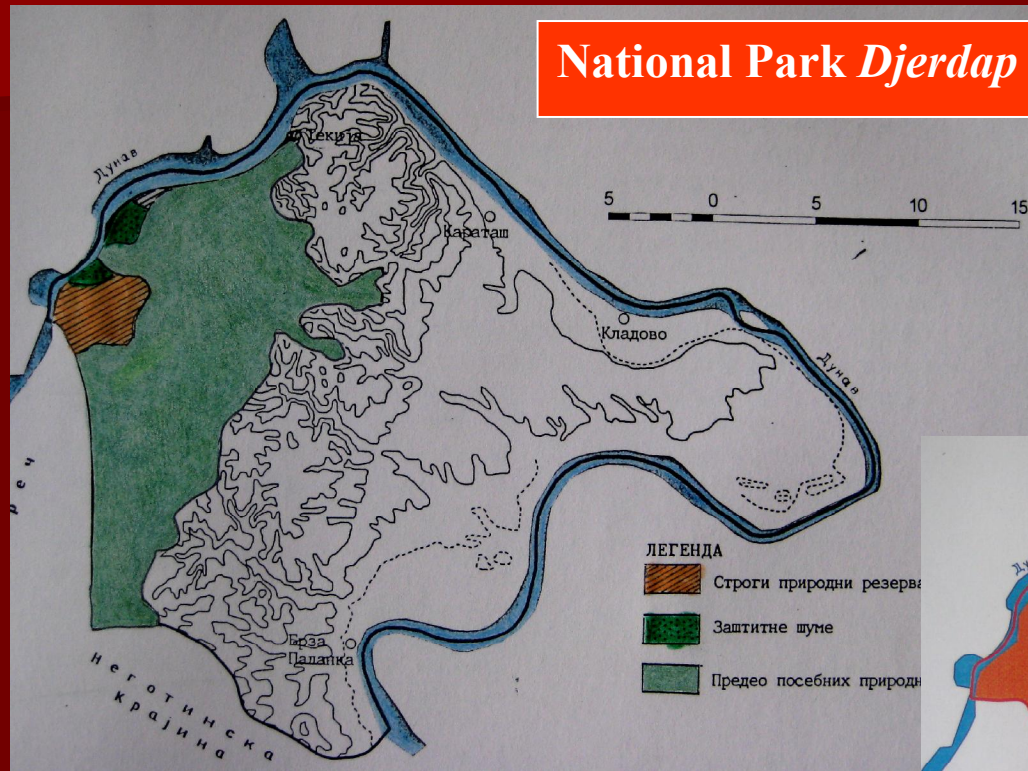 National Park Djerdap
Текија
Дунав
5 0 5 10 15
Караташ
Кладово
Дунав
ЛЕГЕНДА
Строги природни резерва
Заштитне шуме
Предео посебних природн
Брза
Паланка
Неготинска
Крајина
реч